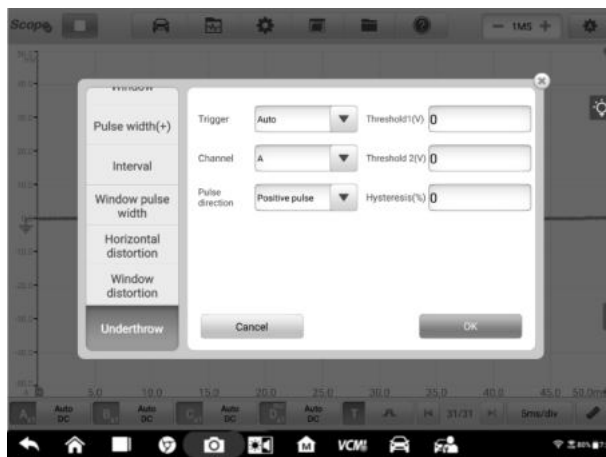 Scope
1MS
Window
Pulse width(+)
Interval
Window pulse
width
Horizontal
distortion
Window
distortion
Underthrow
Trigger
Auto
Threshold1(V)
0
Channel
A
Threshold 2(V)
0
Pulse
direction
Positive pulse
Hysteresis(%)
0
Cancel
OK
5.0
10.0
15.0
20.0
25.0
30.0
35.0
40.0
45.0
50.0ms
Auto
DC
Auto
DC
Auto
DC
Auto
DC
T
31/31
5ms/div
VCMI